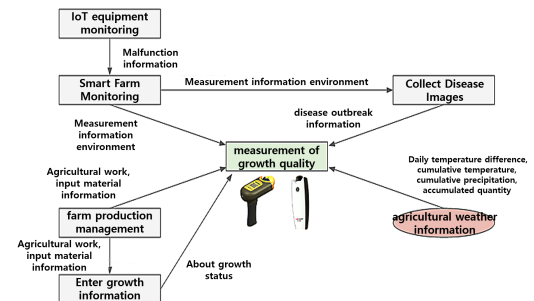 IoT equipment
monitoring
Malfunction
information
Smart Farm
Monitoring
Measurement information environment
Collect Disease
Images
Measurement
information
environment
disease outbreak
information
measurement of
growth quality
Agricultural work,
input material
information
Daily temperature difference,
cumulative temperature,
cumulative precipitation,
accumulated quantity
farm production
management
agricultural weather
information
Agricultural work,
input material
information
About growth
status
Enter growth
information